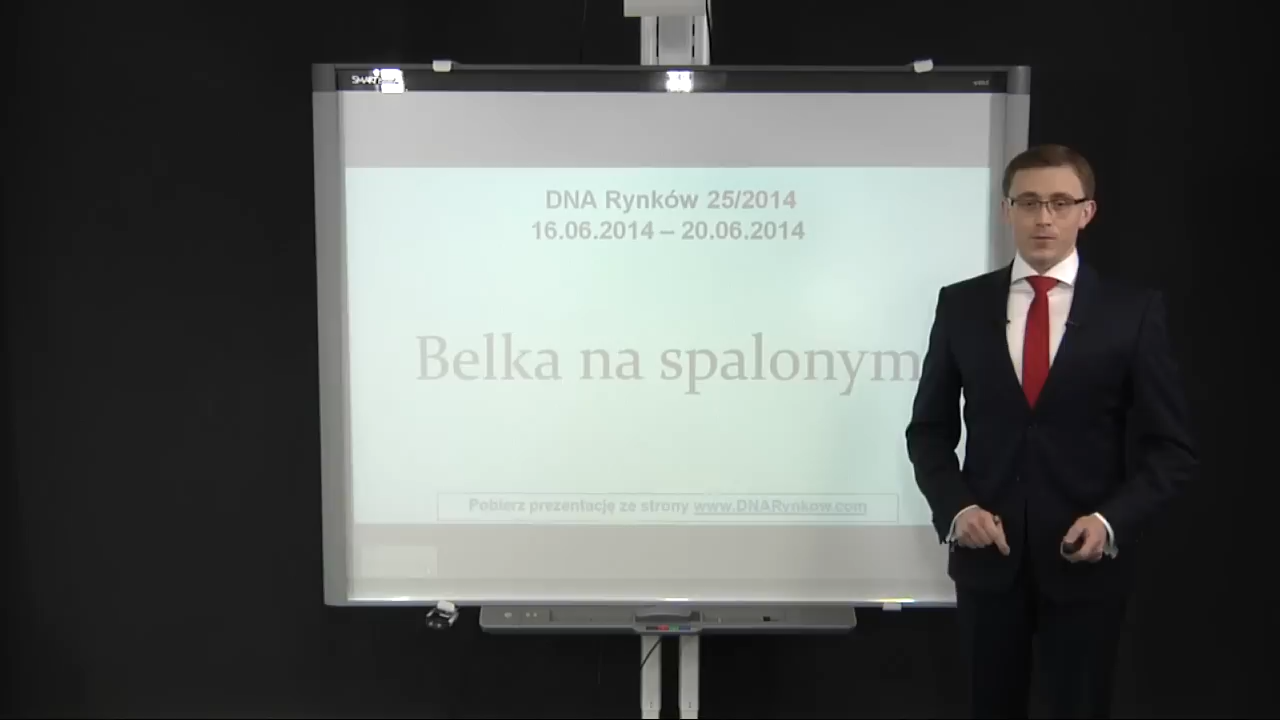 SMART
DNA Rynków 25/2014
16.06.2014 – 20.06.2014
Belka na spalonym
Pobierz prezentację ze strony www.DNARynkow.com